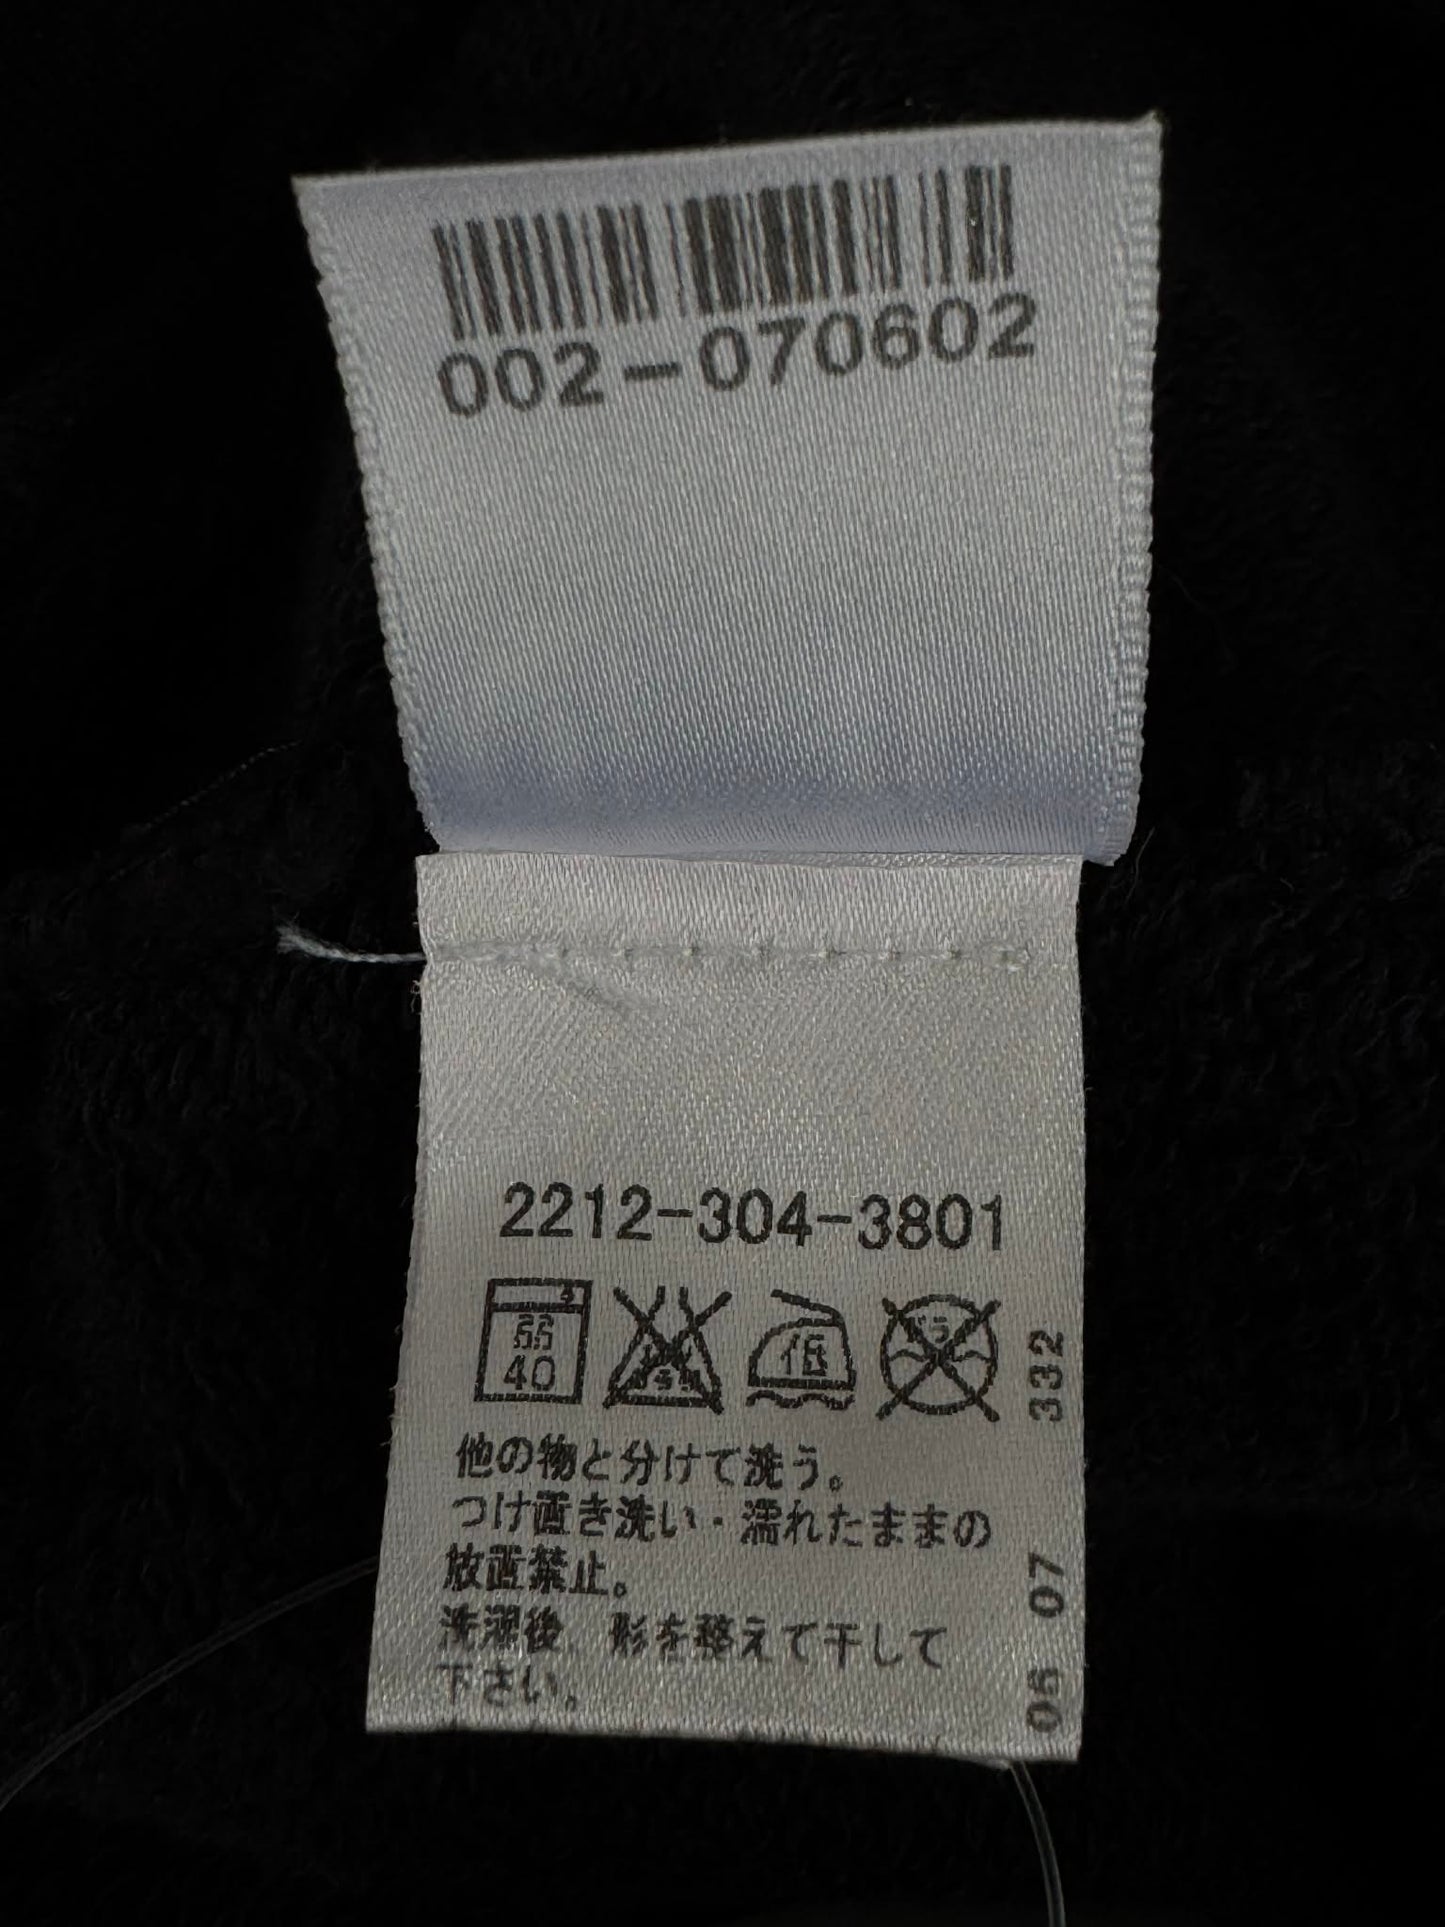 002-070602
2212-304-3801
弱
40
低
332
他の物と分けて洗う。
つけ置き洗い・濡れたままの
放置禁止。
07
洗濯後 形を整えて干して
下さい。